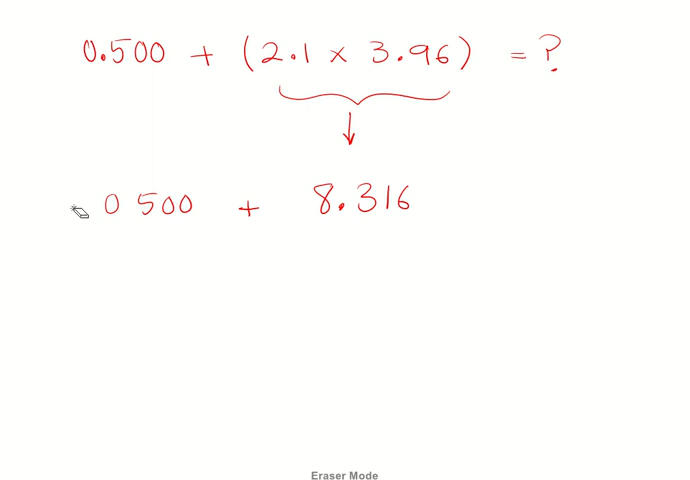 0.500 + (2.1 × 3.96) = ?
0 500 + 8.316
Eraser Mode